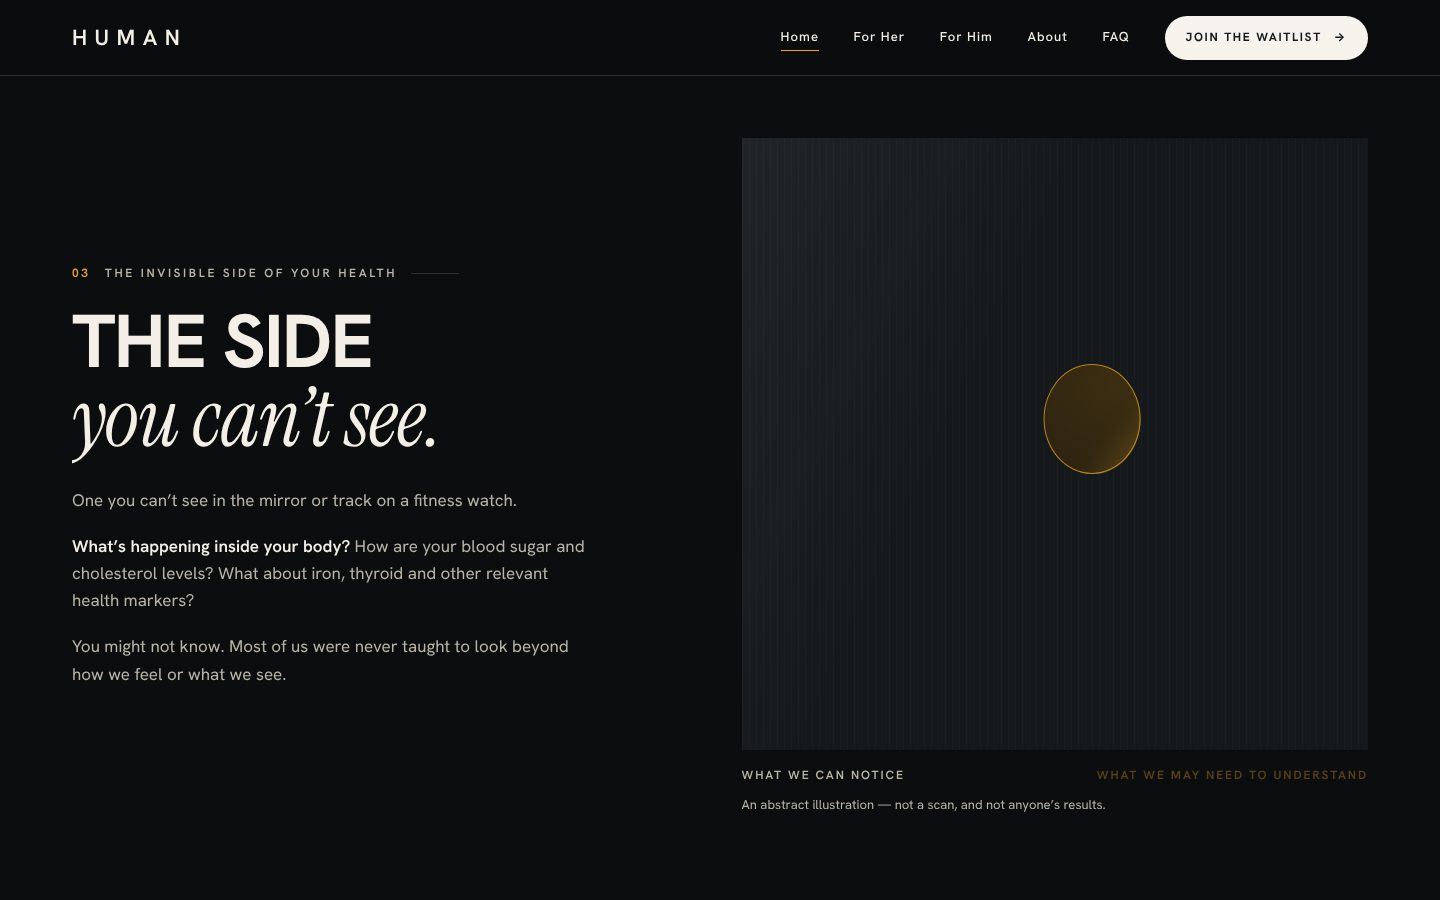 HUMAN
Home
For Her
For Him
About
FAQ
JOIN THE WAITLIST →
03 THE INVISIBLE SIDE OF YOUR HEALTH
THE SIDE
you can’t see.
One you can’t see in the mirror or track on a fitness watch.
What’s happening inside your body? How are your blood sugar and
cholesterol levels? What about iron, thyroid and other relevant
health markers?
You might not know. Most of us were never taught to look beyond
how we feel or what we see.
WHAT WE CAN NOTICE
WHAT WE MAY NEED TO UNDERSTAND
An abstract illustration — not a scan, and not anyone’s results.